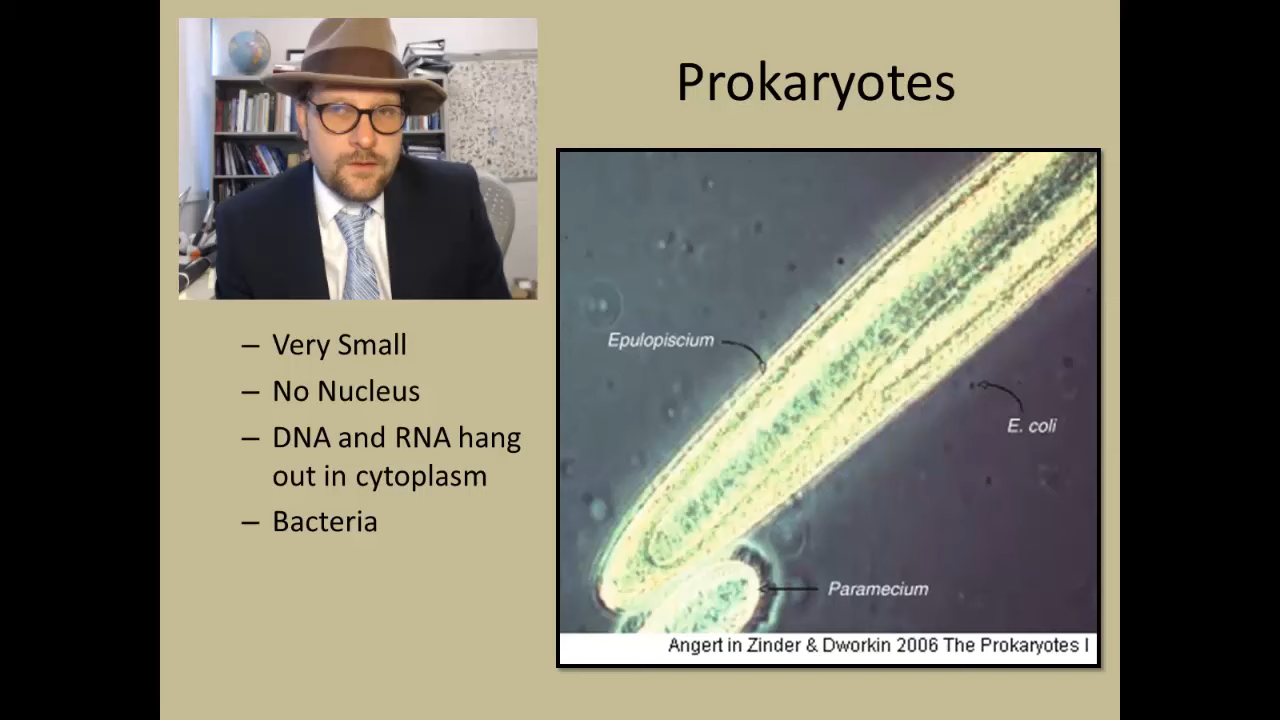 Prokaryotes
– Very Small
– No Nucleus
– DNA and RNA hang
out in cytoplasm
– Bacteria
Epulopiscium
E. coli
Paramecium
Angert in Zinder & Dworkin 2006 The Prokaryotes I